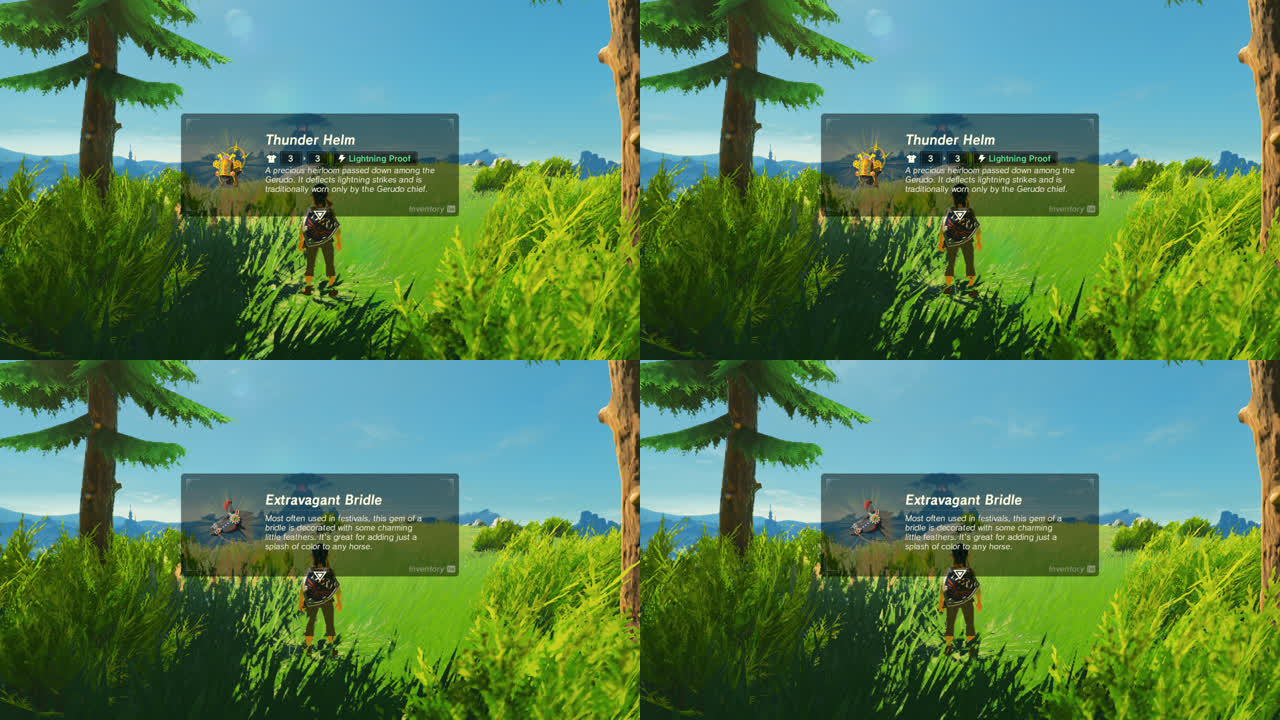 Thunder Helm
3 3 Lightning Proof
A precious heirloom passed down among the
Gerudo. It deflects lightning strikes and is
traditionally worn only by the Gerudo chief.
Inventory
Thunder Helm
3 3 Lightning Proof
A precious heirloom passed down among the
Gerudo. It deflects lightning strikes and is
traditionally worn only by the Gerudo chief.
Inventory
Extravagant Bridle
Most often used in festivals, this gem of a
bridle is decorated with some charming
little feathers. It's great for adding just a
splash of color to any horse.
Inventory
Extravagant Bridle
Most often used in festivals, this gem of a
bridle is decorated with some charming
little feathers. It's great for adding just a
splash of color to any horse.
Inventory